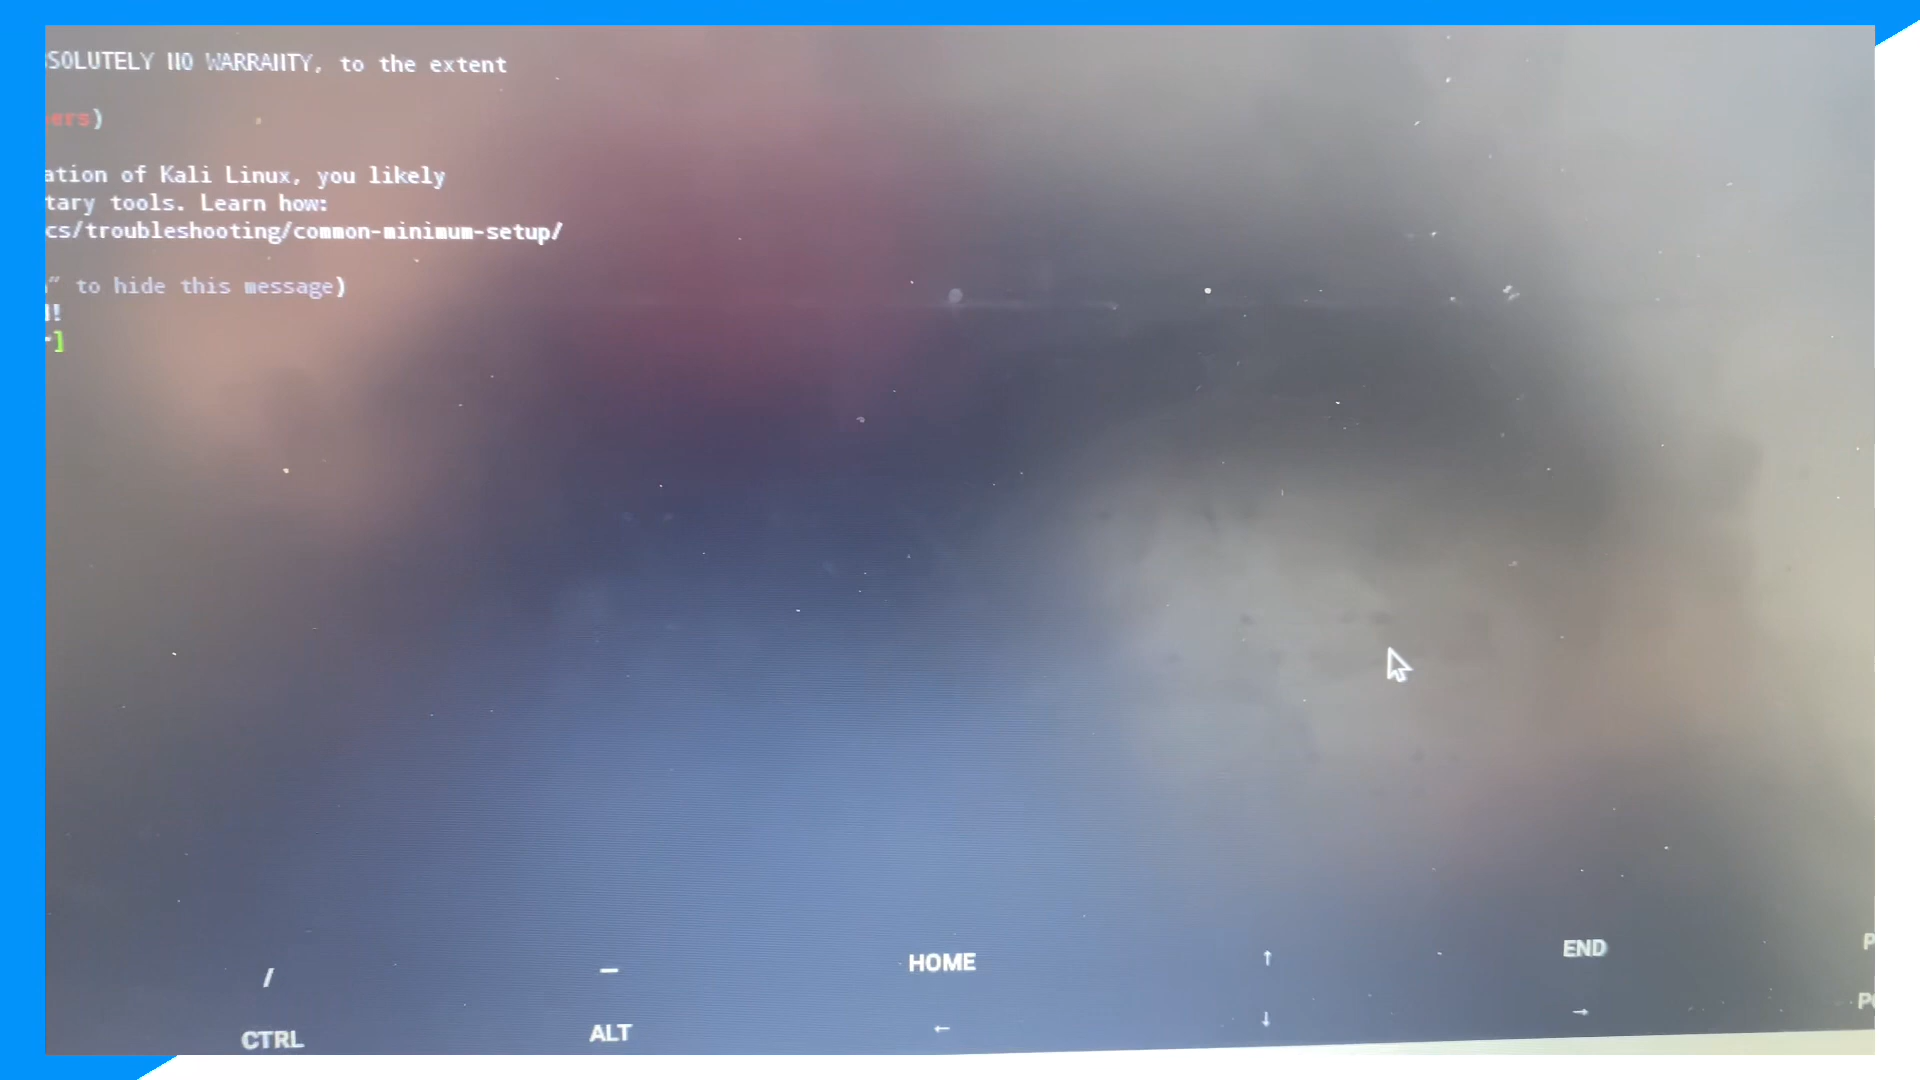 SOLUTELY NO WARRANTY, to the extent
ers)
ation of Kali Linux, you likely
tary tools. Learn how:
cs/troubleshooting/common-minimum-setup/
” to hide this message)
!
]
/ — HOME ↑ END P
CTRL ALT ← ↓ →